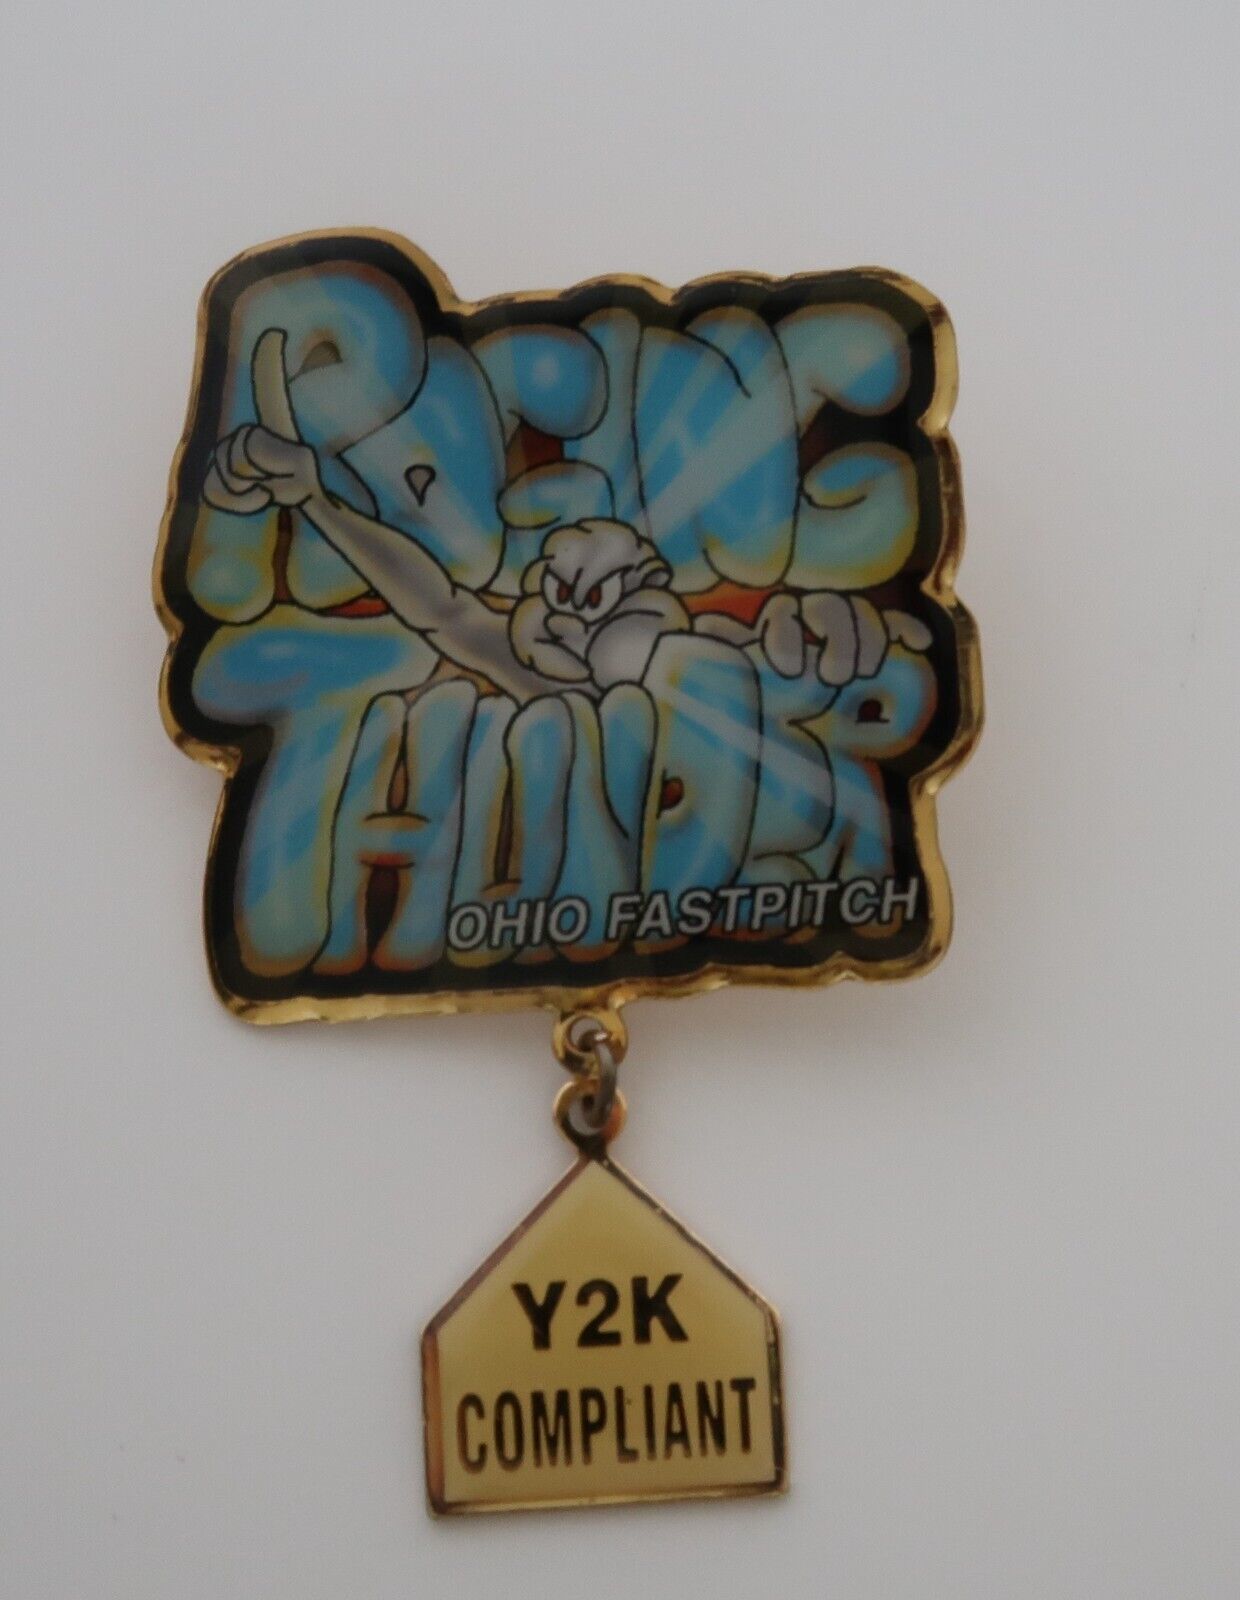 RAGING
THUNDER
OHIO FASTPITCH
Y2K
COMPLIANT